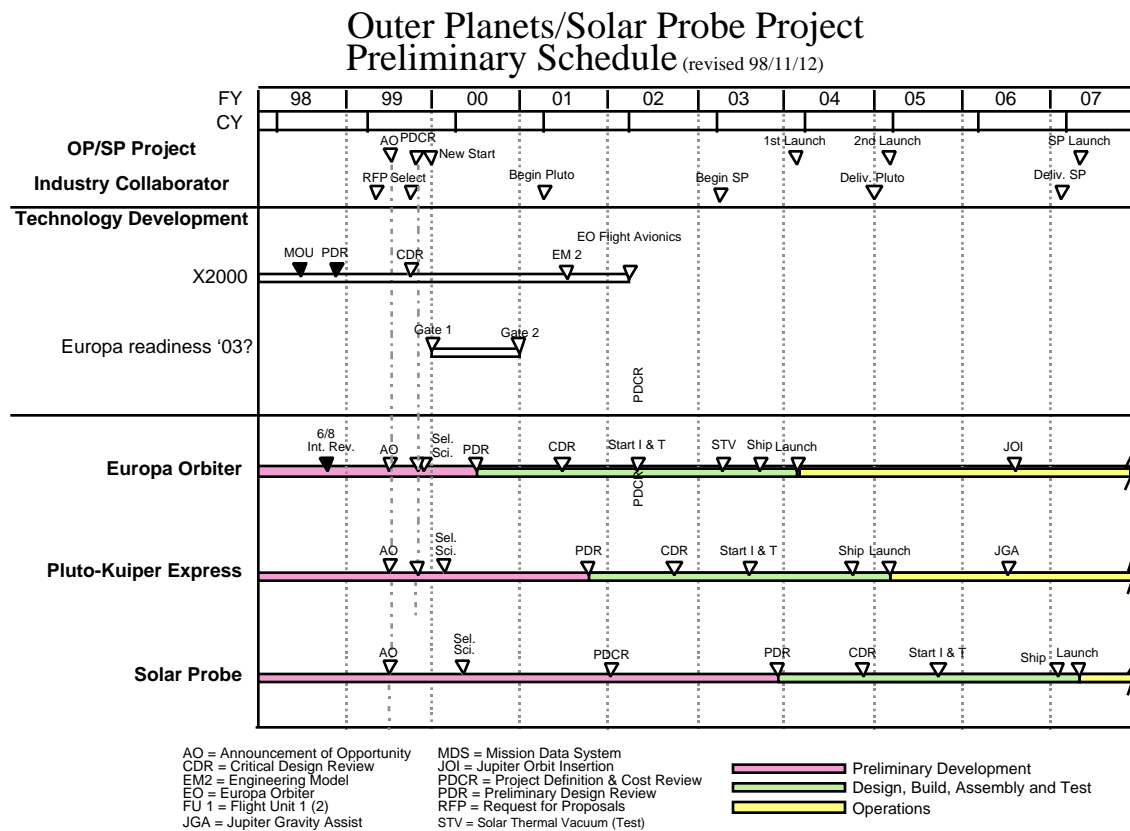 Outer Planets/Solar Probe Project
Preliminary Schedule (revised 98/11/12)
FY 98 99 00 01 02 03 04 05 06 07
CY
OP/SP Project AO PDCR New Start 1st Launch 2nd Launch SP Launch
Industry Collaborator RFP Select Begin Pluto Begin SP Deliv. Pluto Deliv. SP
Technology Development
EO Flight Avionics
X2000 MOU PDR CDR EM 2
Europa readiness ‘03? Gate 1 Gate 2
PDCR
6/8
Int. Rev.
Europa Orbiter AO Sel.
Sci. PDR CDR Start I & T STV Ship Launch JOI
PDCR
Pluto-Kuiper Express AO Sel.
Sci. PDR CDR Start I & T Ship Launch JGA
Solar Probe AO Sel.
Sci. PDCR PDR CDR Start I & T Ship Launch
AO = Announcement of Opportunity
CDR = Critical Design Review
EM2 = Engineering Model
EO = Europa Orbiter
FU 1 = Flight Unit 1 (2)
JGA = Jupiter Gravity Assist
MDS = Mission Data System
JOI = Jupiter Orbit Insertion
PDCR = Project Definition & Cost Review
PDR = Preliminary Design Review
RFP = Request for Proposals
STV = Solar Thermal Vacuum (Test)
Preliminary Development
Design, Build, Assembly and Test
Operations